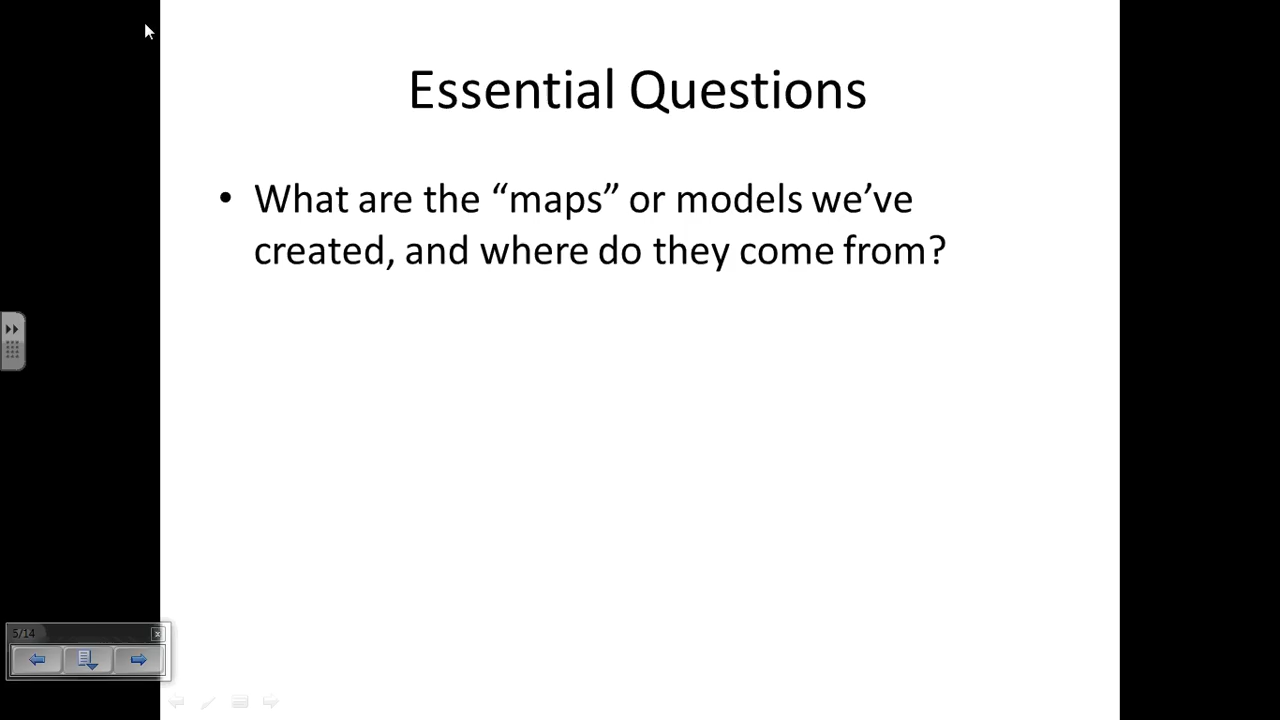 Essential Questions
• What are the “maps” or models we’ve
created, and where do they come from?
5/14
x